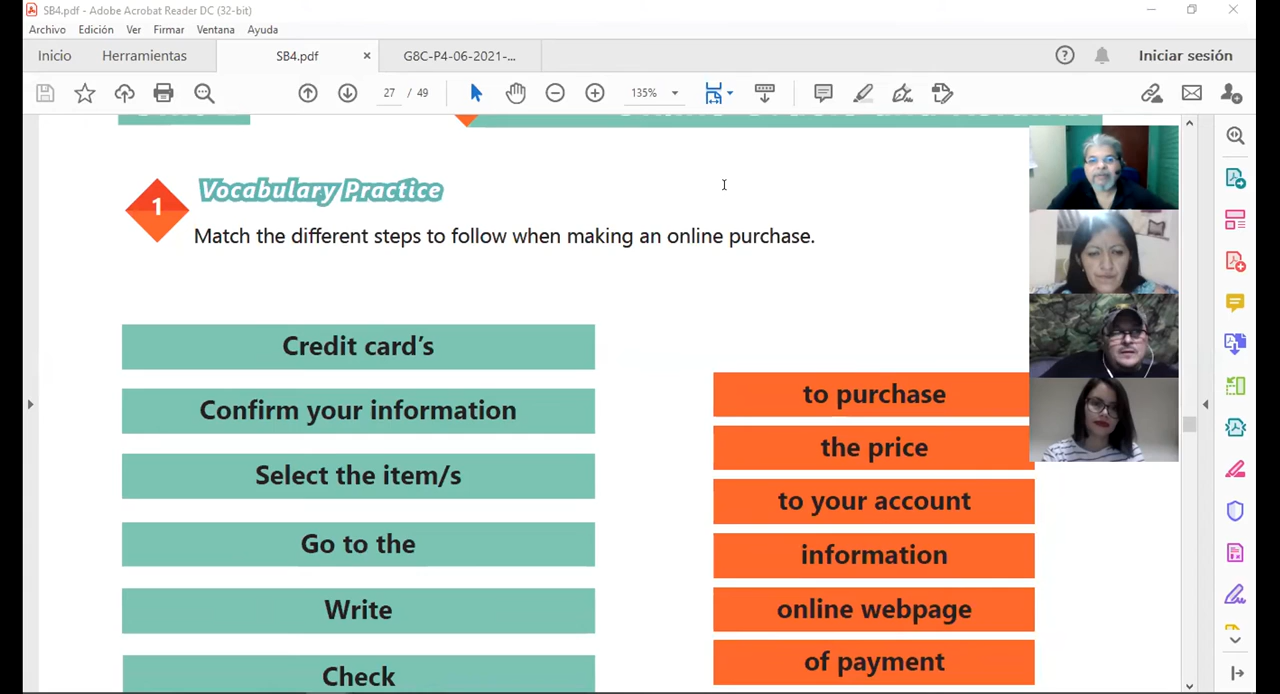 SB4.pdf - Adobe Acrobat Reader DC (32-bit)
Archivo Edición Ver Firmar Ventana Ayuda
Inicio Herramientas SB4.pdf × G8C-P4-06-2021-... Iniciar sesión
27 / 49 135%
1 Vocabulary Practice
Match the different steps to follow when making an online purchase.
Credit card's
Confirm your information
Select the item/s
Go to the
Write
Check
to purchase
the price
to your account
information
online webpage
of payment